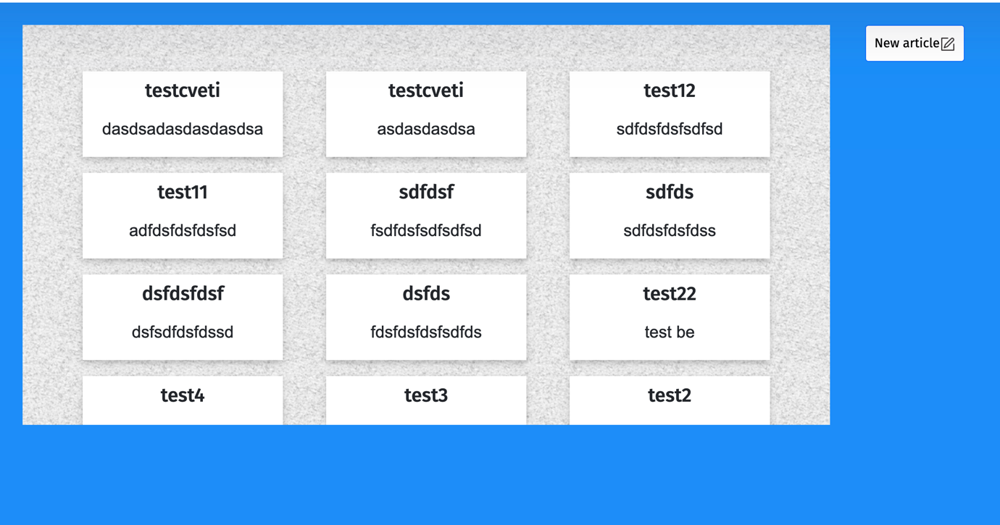 New article
testcveti
dasdsadasdasdasdsa
testcveti
asdasdasdsa
test12
sdfdsfdsfsdfsd
test11
adfdsfdsfdsfsd
sdfdsf
fsdfdsfsdfsdfsd
sdfds
sdfdsfdsfdss
dsfdsfdsf
dsfsdfdsfdssd
dsfds
fdsfdsfdsfsdfds
test22
test be
test4
test3
test2